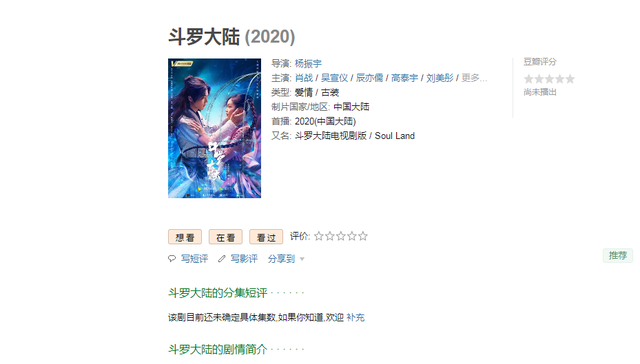 斗罗大陆 (2020)
导演: 杨振宇
主演: 肖战 / 吴宣仪 / 辰亦儒 / 高泰宇 / 刘美彤 / 更多...
类型: 爱情 / 古装
制片国家/地区: 中国大陆
首播: 2020(中国大陆)
又名: 斗罗大陆电视剧版 / Soul Land
豆瓣评分
尚未播出
想看 在看 看过 评价:
写短评 写影评 分享到
推荐
斗罗大陆的分集短评 · · · · · ·
该剧目前还未确定具体集数,如果你知道,欢迎 补充
斗罗大陆的剧情简介 · · · · · ·